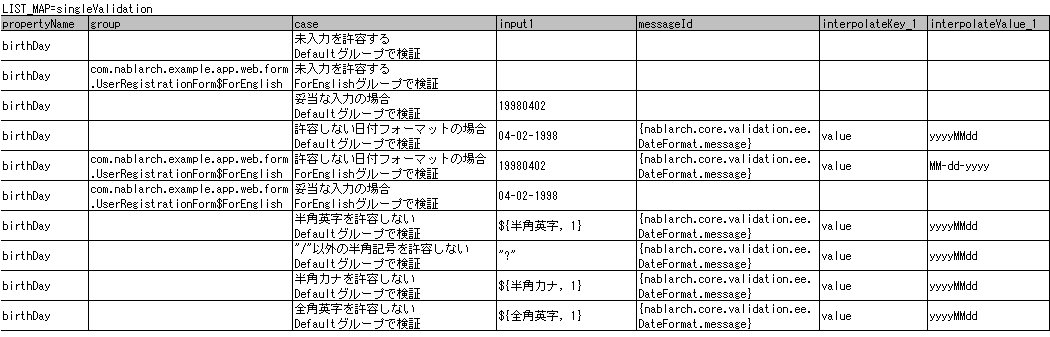 LIST_MAP=singleValidation
propertyName group case input1 messageId interpolateKey_1 interpolateValue_1
birthDay 未入力を許容する
Defaultグループで検証
birthDay com.nablarch.example.app.web.form 未入力を許容する
.UserRegistrationForm$ForEnglish ForEnglishグループで検証
birthDay 妥当な入力の場合 19980402
Defaultグループで検証
birthDay 許容しない日付フォーマットの場合 04-02-1998 {nablarch.core.validation.ee. value yyyyMMdd
Defaultグループで検証 DateFormat.message}
birthDay com.nablarch.example.app.web.form 許容しない日付フォーマットの場合 19980402 {nablarch.core.validation.ee. value MM-dd-yyyy
.UserRegistrationForm$ForEnglish ForEnglishグループで検証 DateFormat.message}
birthDay com.nablarch.example.app.web.form 妥当な入力の場合 04-02-1998
.UserRegistrationForm$ForEnglish ForEnglishグループで検証
birthDay 半角英字を許容しない ${半角英字, 1} {nablarch.core.validation.ee. value yyyyMMdd
Defaultグループで検証 DateFormat.message}
birthDay "/"以外の半角記号を許容しない "?" {nablarch.core.validation.ee. value yyyyMMdd
Defaultグループで検証 DateFormat.message}
birthDay 半角カナを許容しない ${半角カナ, 1} {nablarch.core.validation.ee. value yyyyMMdd
Defaultグループで検証 DateFormat.message}
birthDay 全角英字を許容しない ${全角英字, 1} {nablarch.core.validation.ee. value yyyyMMdd
Defaultグループで検証 DateFormat.message}